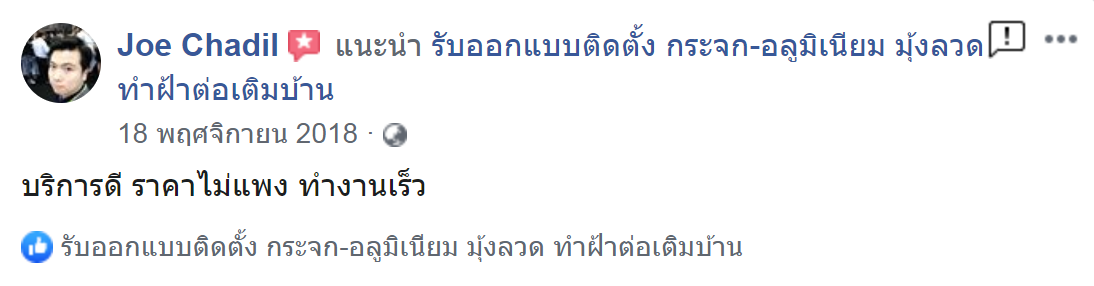 Joe Chadil แนะนำ รับออกแบบติดตั้ง กระจก-อลูมิเนียม มุ้งลวด
ทำฝ้าต่อเติมบ้าน
18 พฤศจิกายน 2018 ·
บริการดี ราคาไม่แพง ทำงานเร็ว
รับออกแบบติดตั้ง กระจก-อลูมิเนียม มุ้งลวด ทำฝ้าต่อเติมบ้าน